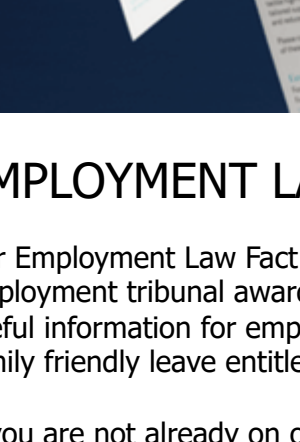 MPLOYMENT LA
r Employment Law Fact
ployment tribunal award
eful information for emp
nily friendly leave entitle
you are not already on o